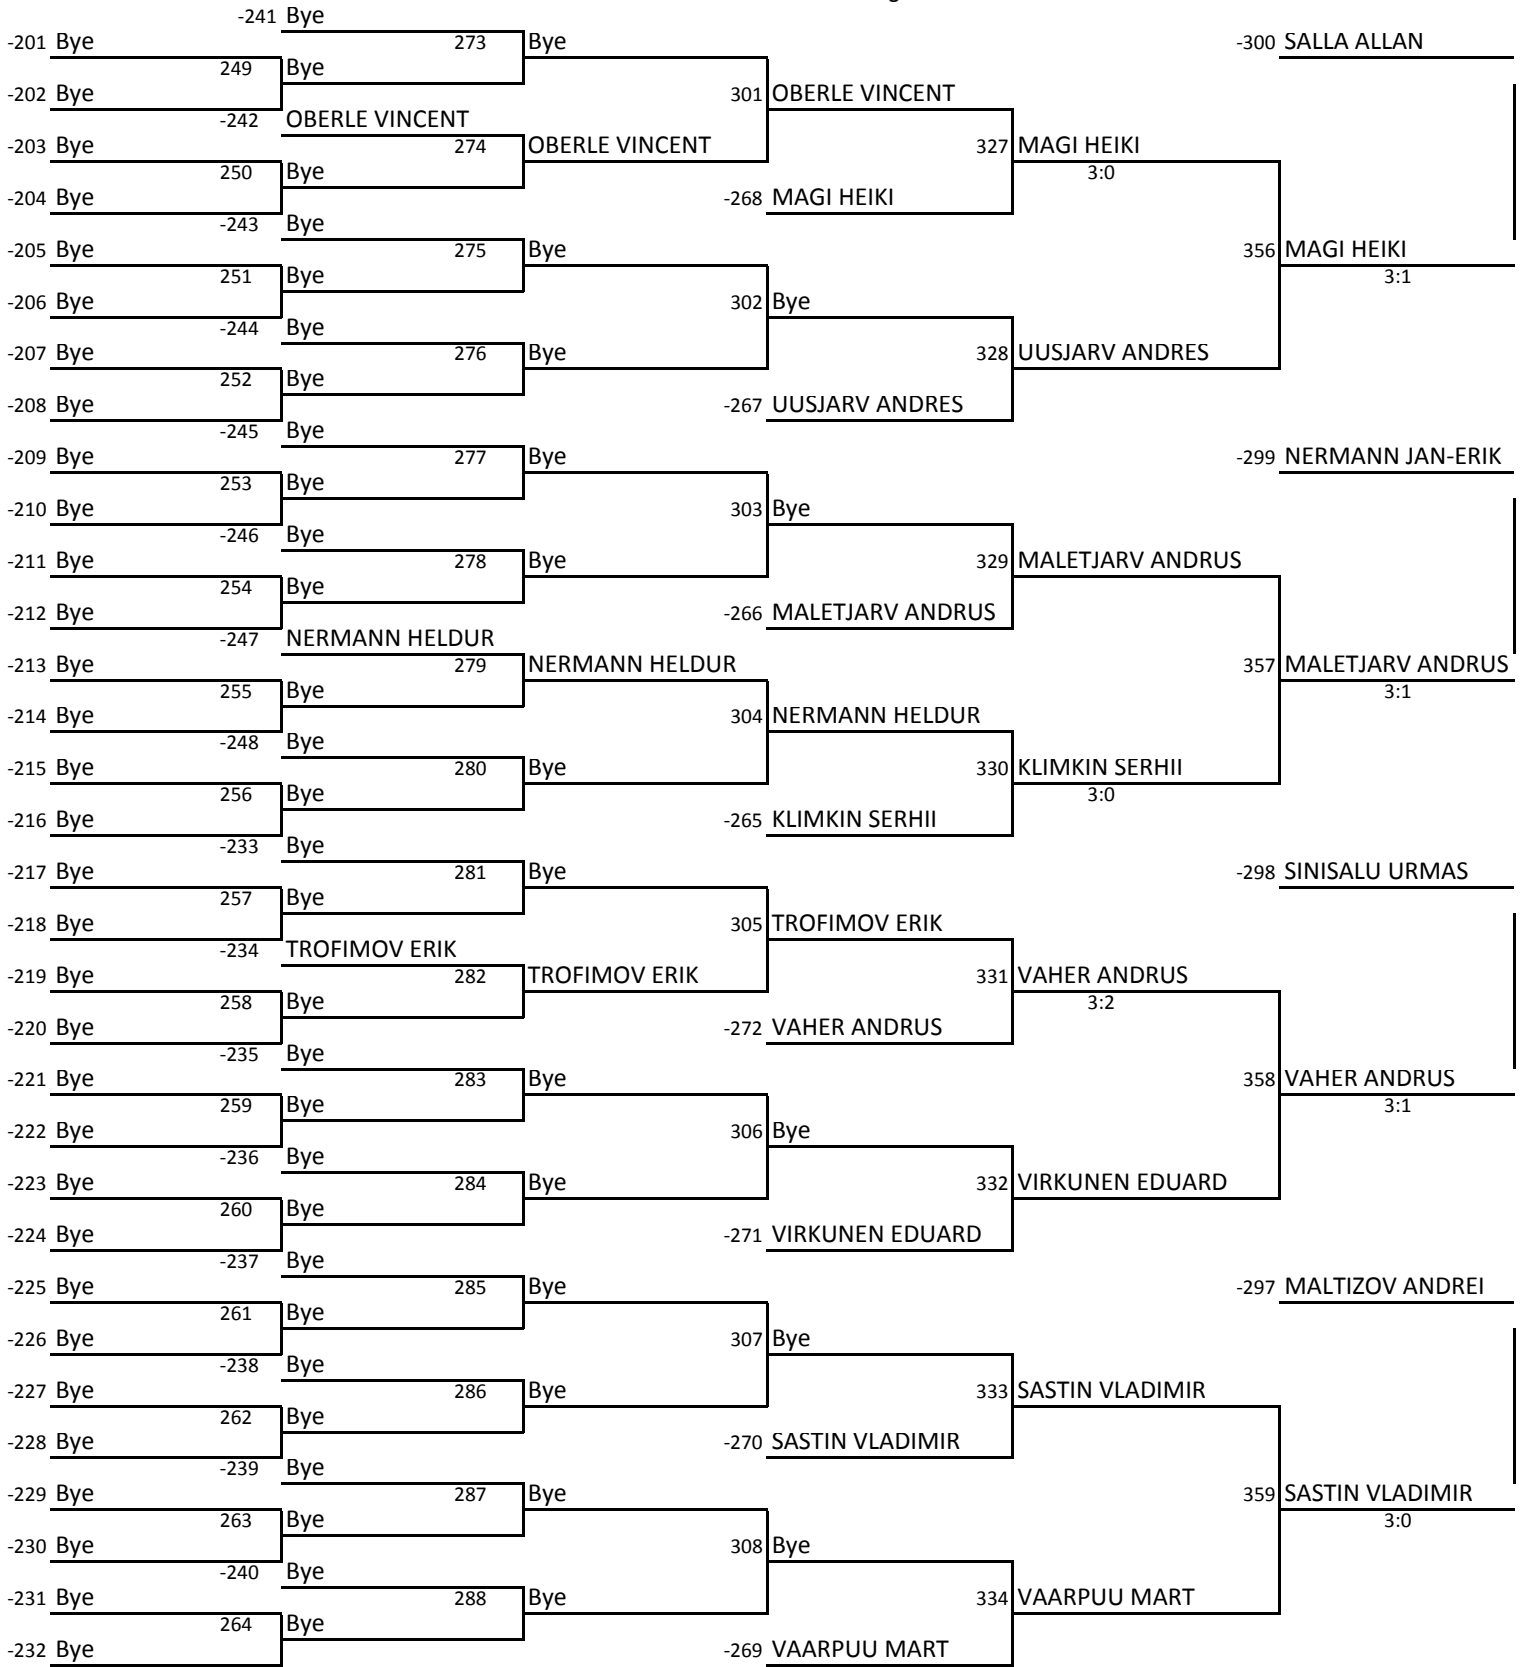 -241 Bye
-201 Bye 273 Bye -300 SALLA ALLAN
249 Bye
-202 Bye 301 OBERLE VINCENT
-242 OBERLE VINCENT
-203 Bye 274 OBERLE VINCENT 327 MAGI HEIKI
250 Bye 3:0
-204 Bye -268 MAGI HEIKI
-243 Bye
-205 Bye 275 Bye 356 MAGI HEIKI
251 Bye 3:1
-206 Bye 302 Bye
-244 Bye
-207 Bye 276 Bye 328 UUSJARV ANDRES
252 Bye
-208 Bye -267 UUSJARV ANDRES
-245 Bye
-209 Bye 277 Bye -299 NERMANN JAN-ERIK
253 Bye
-210 Bye 303 Bye
-246 Bye
-211 Bye 278 Bye 329 MALETJARV ANDRUS
254 Bye
-212 Bye -266 MALETJARV ANDRUS
-247 NERMANN HELDUR
-213 Bye 279 NERMANN HELDUR 357 MALETJARV ANDRUS
255 Bye 3:1
-214 Bye 304 NERMANN HELDUR
-248 Bye
-215 Bye 280 Bye 330 KLIMKIN SERHII
256 Bye 3:0
-216 Bye -265 KLIMKIN SERHII
-233 Bye
-217 Bye 281 Bye -298 SINISALU URMAS
257 Bye
-218 Bye 305 TROFIMOV ERIK
-234 TROFIMOV ERIK
-219 Bye 282 TROFIMOV ERIK 331 VAHER ANDRUS
258 Bye 3:2
-220 Bye -272 VAHER ANDRUS
-235 Bye
-221 Bye 283 Bye 358 VAHER ANDRUS
259 Bye 3:1
-222 Bye 306 Bye
-236 Bye
-223 Bye 284 Bye 332 VIRKUNEN EDUARD
260 Bye
-224 Bye -271 VIRKUNEN EDUARD
-237 Bye
-225 Bye 285 Bye -297 MALTIZOV ANDREI
261 Bye
-226 Bye 307 Bye
-238 Bye
-227 Bye 286 Bye 333 SASTIN VLADIMIR
262 Bye
-228 Bye -270 SASTIN VLADIMIR
-239 Bye
-229 Bye 287 Bye 359 SASTIN VLADIMIR
263 Bye 3:0
-230 Bye 308 Bye
-240 Bye
-231 Bye 288 Bye 334 VAARPUU MART
264 Bye
-232 Bye -269 VAARPUU MART